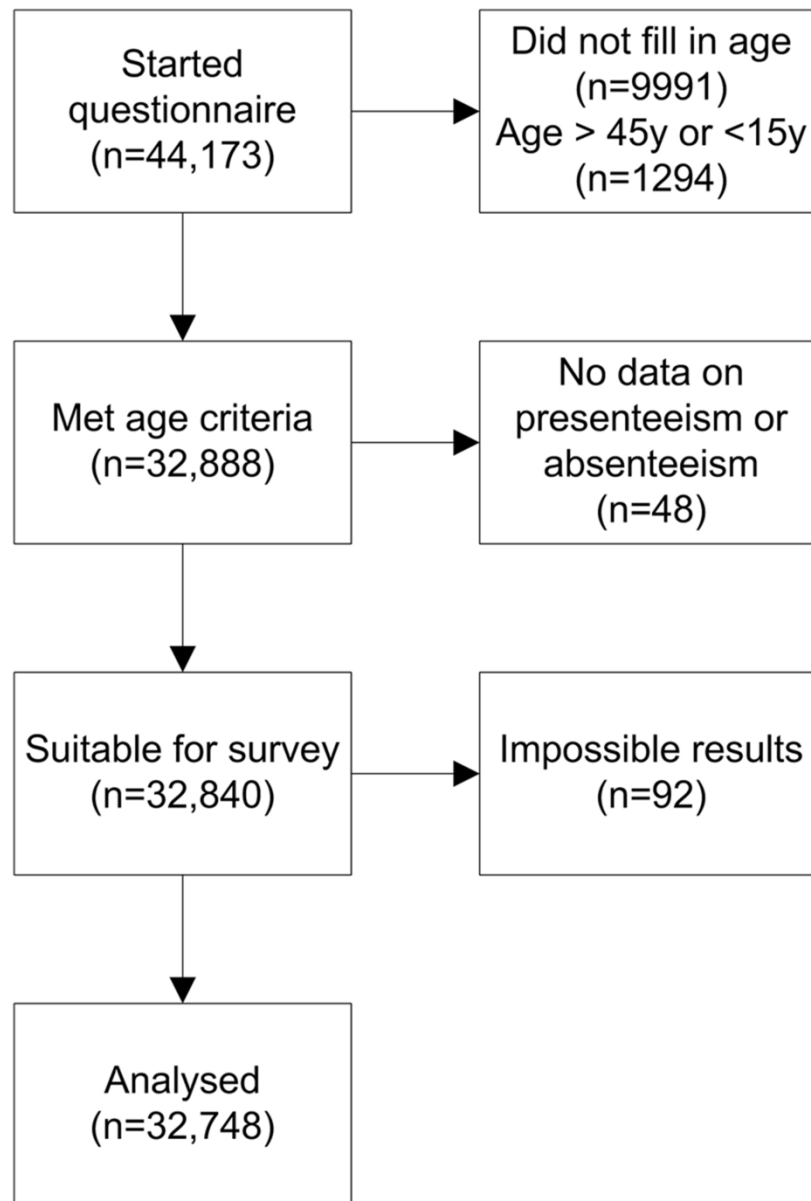 Started
questionnaire
(n=44,173)
Did not fill in age
(n=9991)
Age > 45y or <15y
(n=1294)
Met age criteria
(n=32,888)
No data on
presenteeism or
absenteeism
(n=48)
Suitable for survey
(n=32,840)
Impossible results
(n=92)
Analysed
(n=32,748)